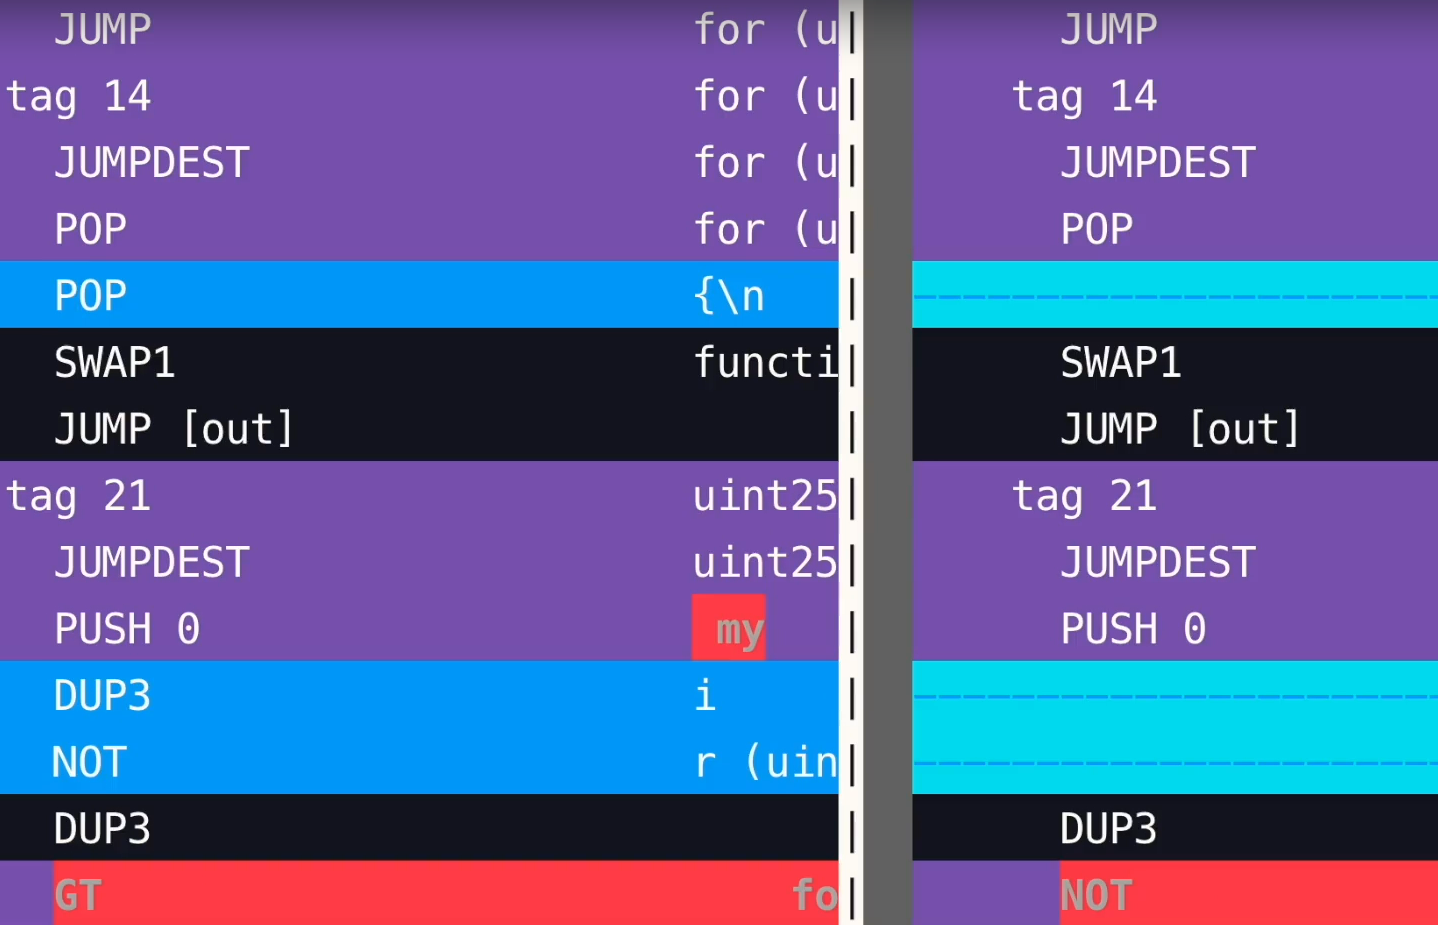 JUMP for (u| JUMP
tag 14 for (u| tag 14
JUMPDEST for (u| JUMPDEST
POP for (u| POP
POP {\n | ----------------------
SWAP1 functi| SWAP1
JUMP [out] | JUMP [out]
tag 21 uint25| tag 21
JUMPDEST uint25| JUMPDEST
PUSH 0 my | PUSH 0
DUP3 i | ----------------------
NOT r (uin| ----------------------
DUP3 | DUP3
GT fo| NOT